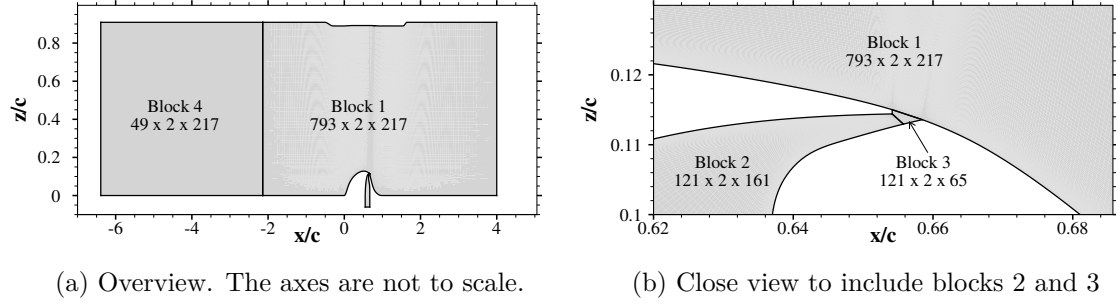 0.8
0.6
0.4
0.2
0
z/c
Block 4
49 x 2 x 217
Block 1
793 x 2 x 217
-6
-4
-2
0
2
4
x/c
(a) Overview. The axes are not to scale.
0.12
0.11
0.1
z/c
Block 1
793 x 2 x 217
Block 2
121 x 2 x 161
Block 3
121 x 2 x 65
0.62
0.64
0.66
0.68
x/c
(b) Close view to include blocks 2 and 3